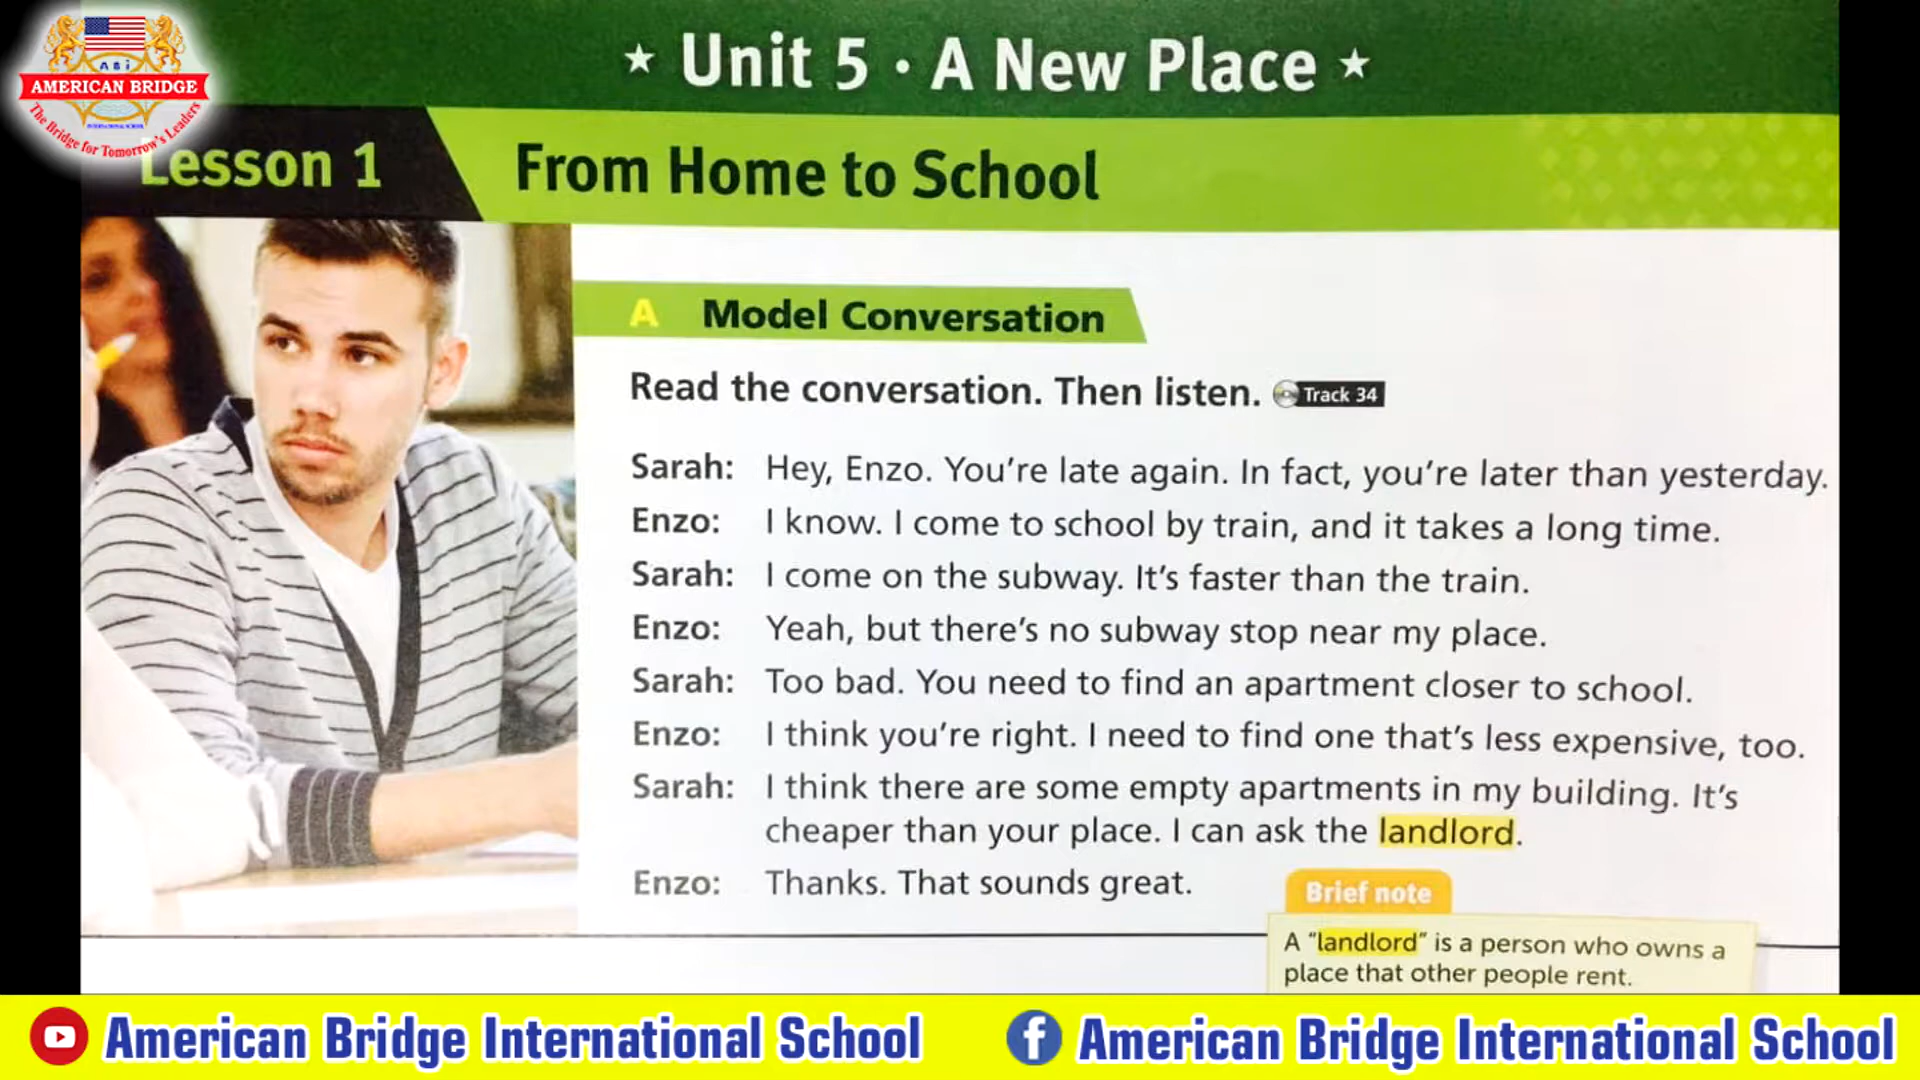 ABi
AMERICAN BRIDGE
INTERNATIONAL SCHOOL
The Bridge for Tomorrow's Leaders
★ Unit 5 • A New Place ★
Lesson 1
From Home to School
A Model Conversation
Read the conversation. Then listen. Track 34
Sarah: Hey, Enzo. You're late again. In fact, you're later than yesterday.
Enzo: I know. I come to school by train, and it takes a long time.
Sarah: I come on the subway. It's faster than the train.
Enzo: Yeah, but there's no subway stop near my place.
Sarah: Too bad. You need to find an apartment closer to school.
Enzo: I think you're right. I need to find one that's less expensive, too.
Sarah: I think there are some empty apartments in my building. It's
cheaper than your place. I can ask the landlord.
Enzo: Thanks. That sounds great.
Brief note
A "landlord" is a person who owns a
place that other people rent.
American Bridge International School
American Bridge International School